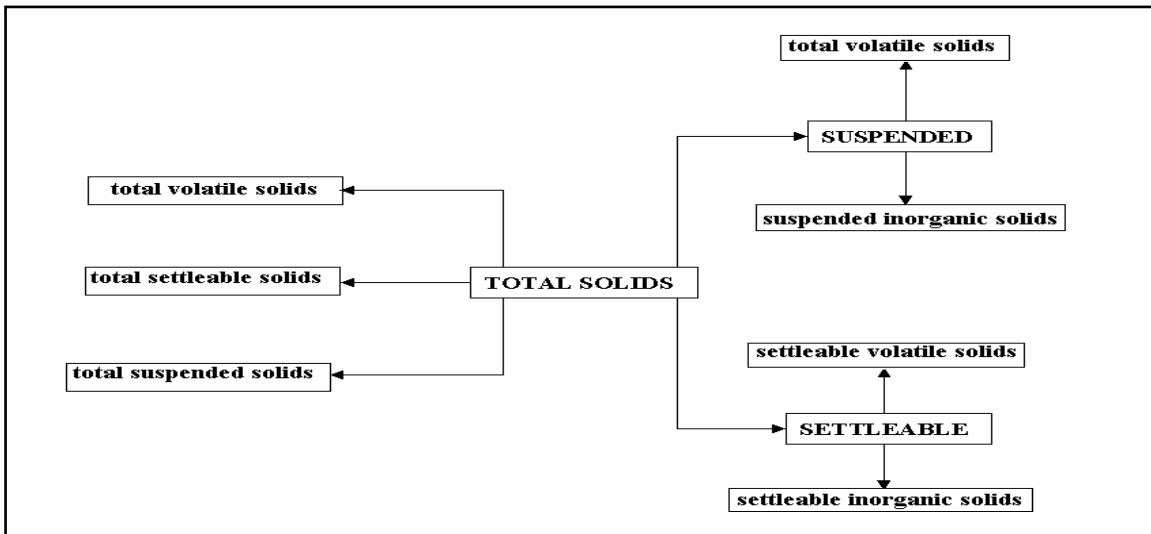 total volatile solids
SUSPENDED
total volatile solids
suspended inorganic solids
total settleable solids
TOTAL SOLIDS
total suspended solids
settleable volatile solids
SETTLEABLE
settleable inorganic solids